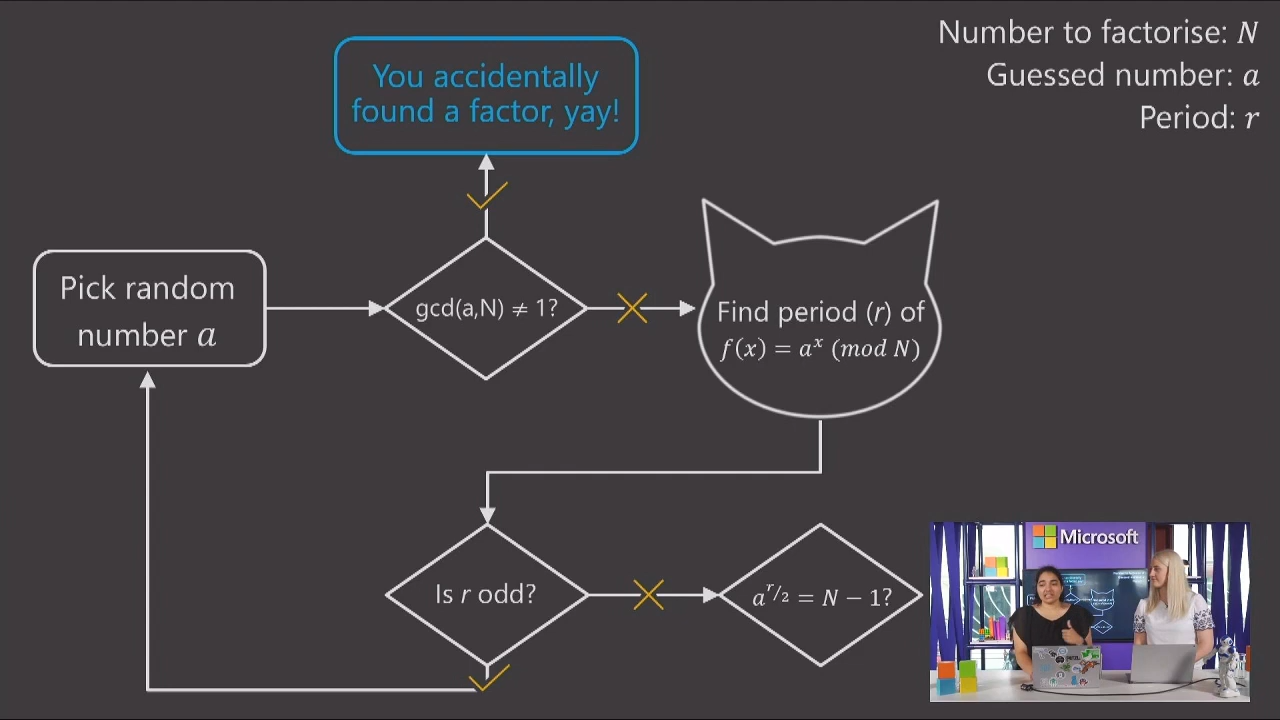 Number to factorise: N
Guessed number: a
Period: r
You accidentally
found a factor, yay!
Pick random
number a
gcd(a,N) ≠ 1?
Find period (r) of
f(x) = aˣ (mod N)
Is r odd?
a^{r/2} = N − 1?
Microsoft